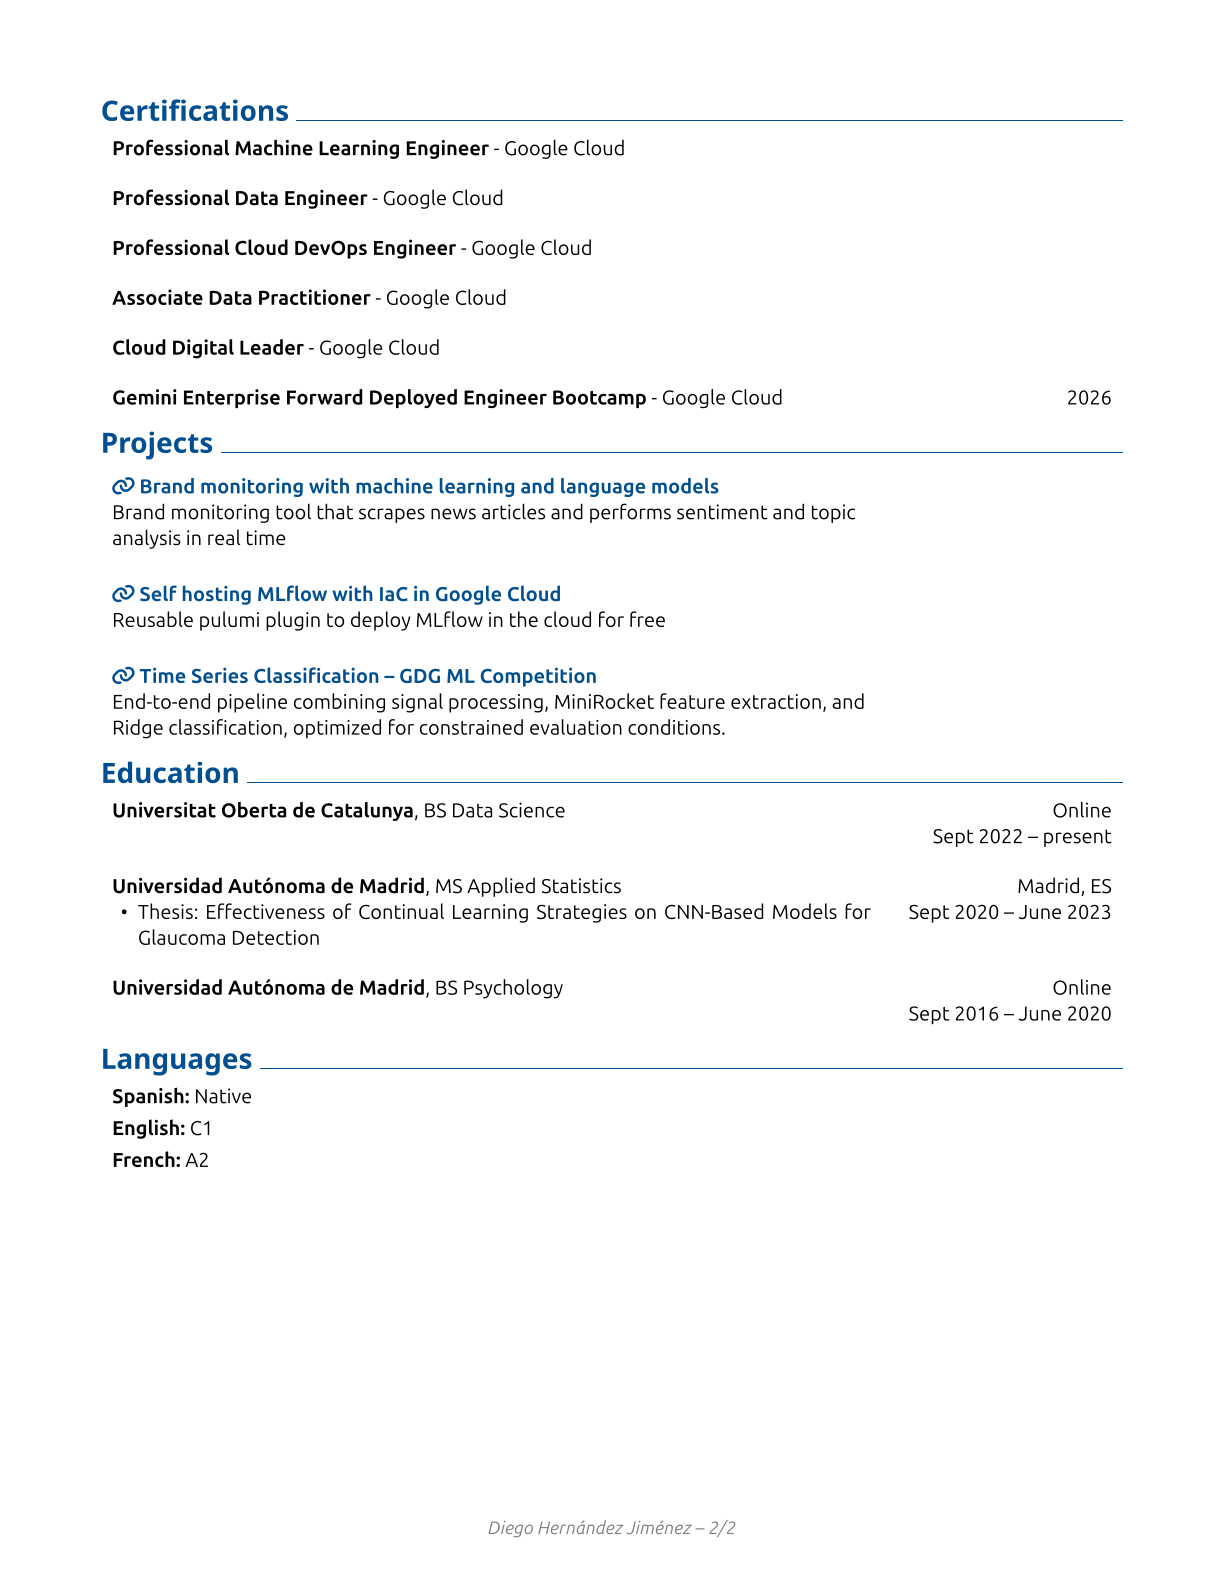 Certifications
Professional Machine Learning Engineer - Google Cloud
Professional Data Engineer - Google Cloud
Professional Cloud DevOps Engineer - Google Cloud
Associate Data Practitioner - Google Cloud
Cloud Digital Leader - Google Cloud
Gemini Enterprise Forward Deployed Engineer Bootcamp - Google Cloud 2026
Projects
Brand monitoring with machine learning and language models
Brand monitoring tool that scrapes news articles and performs sentiment and topic
analysis in real time
Self hosting MLflow with IaC in Google Cloud
Reusable pulumi plugin to deploy MLflow in the cloud for free
Time Series Classification – GDG ML Competition
End-to-end pipeline combining signal processing, MiniRocket feature extraction, and
Ridge classification, optimized for constrained evaluation conditions.
Education
Universitat Oberta de Catalunya, BS Data Science Online
Sept 2022 – present
Universidad Autónoma de Madrid, MS Applied Statistics Madrid, ES
• Thesis: Effectiveness of Continual Learning Strategies on CNN-Based Models for Sept 2020 – June 2023
Glaucoma Detection
Universidad Autónoma de Madrid, BS Psychology Online
Sept 2016 – June 2020
Languages
Spanish: Native
English: C1
French: A2
Diego Hernández Jiménez – 2/2